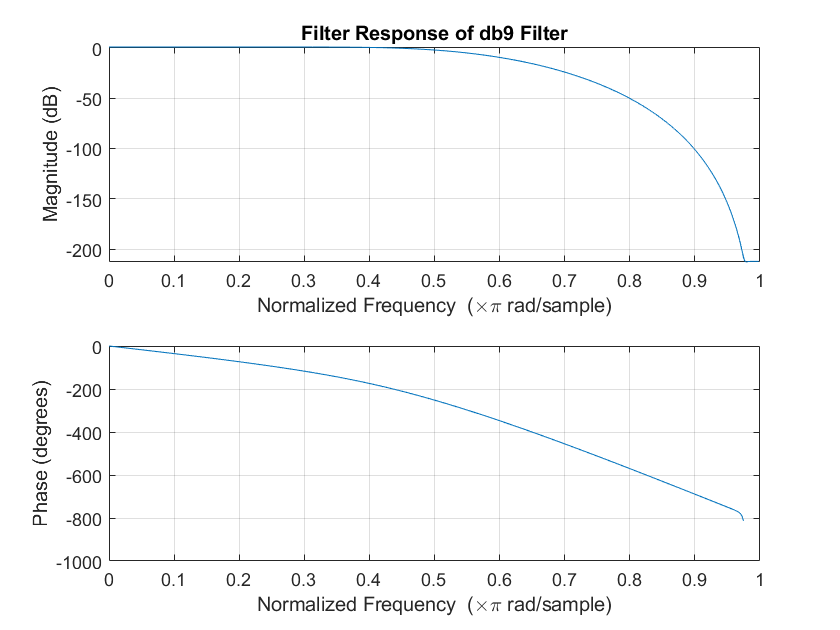 Filter Response of db9 Filter
Magnitude (dB)
0
-50
-100
-150
-200
0 0.1 0.2 0.3 0.4 0.5 0.6 0.7 0.8 0.9 1
Normalized Frequency (×π rad/sample)
Phase (degrees)
0
-200
-400
-600
-800
-1000
0 0.1 0.2 0.3 0.4 0.5 0.6 0.7 0.8 0.9 1
Normalized Frequency (×π rad/sample)